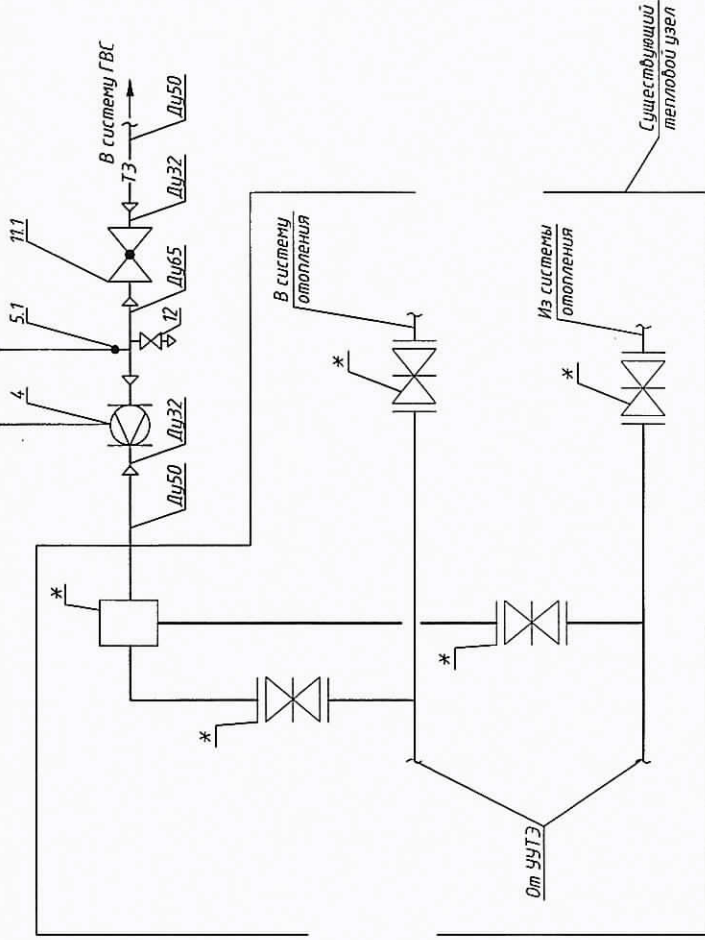 11.1
5.1
4
В систему ГВС
Т3
Ду50
Ду32
Ду65
12
Ду32
Ду50
*
В систему
отопления
*
Из системы
отопления
*
*
*
От УУТЭ
Существующий
тепловой узел